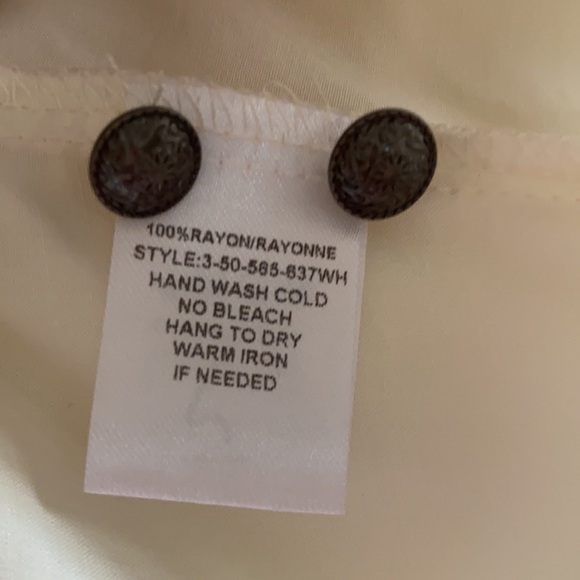 100%RAYON/RAYONNE
STYLE:3-50-565-637WH
HAND WASH COLD
NO BLEACH
HANG TO DRY
WARM IRON
IF NEEDED